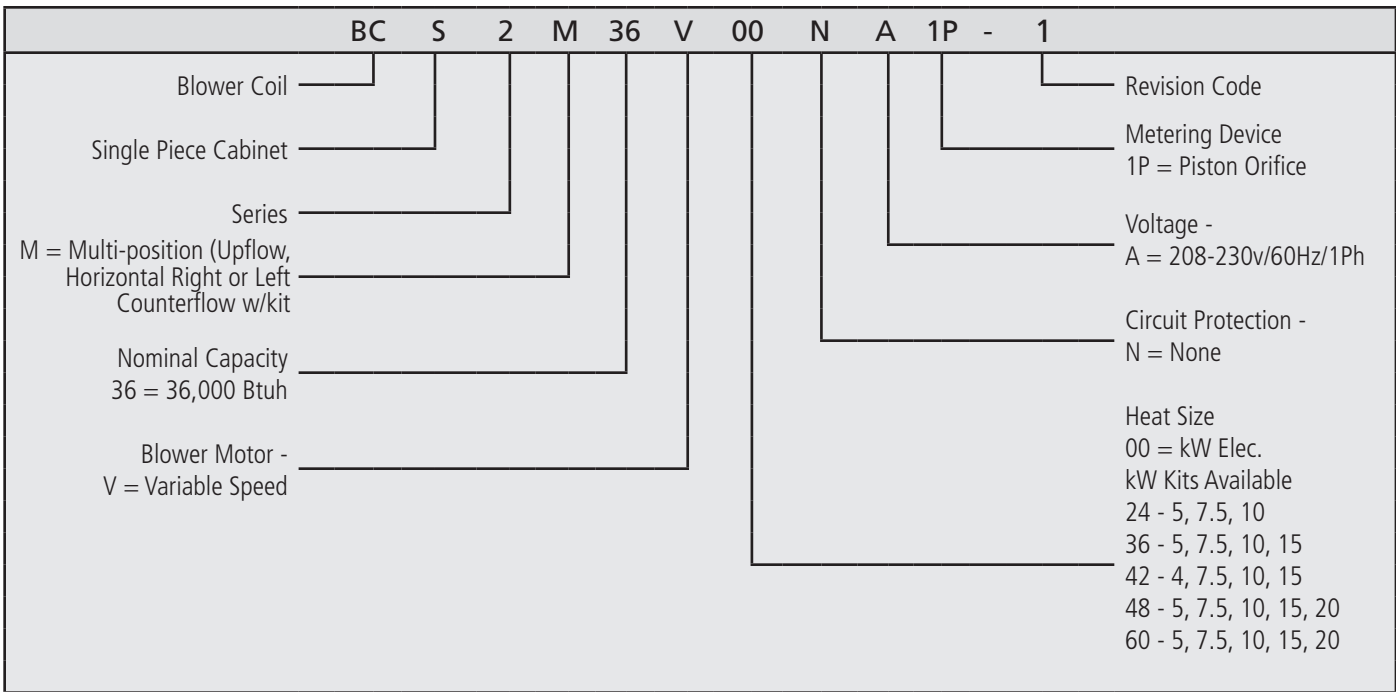 BC S 2 M 36 V 00 N A 1P - 1
Blower Coil
Single Piece Cabinet
Series
M = Multi-position (Upflow,
Horizontal Right or Left
Counterflow w/kit
Nominal Capacity
36 = 36,000 Btuh
Blower Motor -
V = Variable Speed
Revision Code
Metering Device
1P = Piston Orifice
Voltage -
A = 208-230v/60Hz/1Ph
Circuit Protection -
N = None
Heat Size
00 = kW Elec.
kW Kits Available
24 - 5, 7.5, 10
36 - 5, 7.5, 10, 15
42 - 4, 7.5, 10, 15
48 - 5, 7.5, 10, 15, 20
60 - 5, 7.5, 10, 15, 20